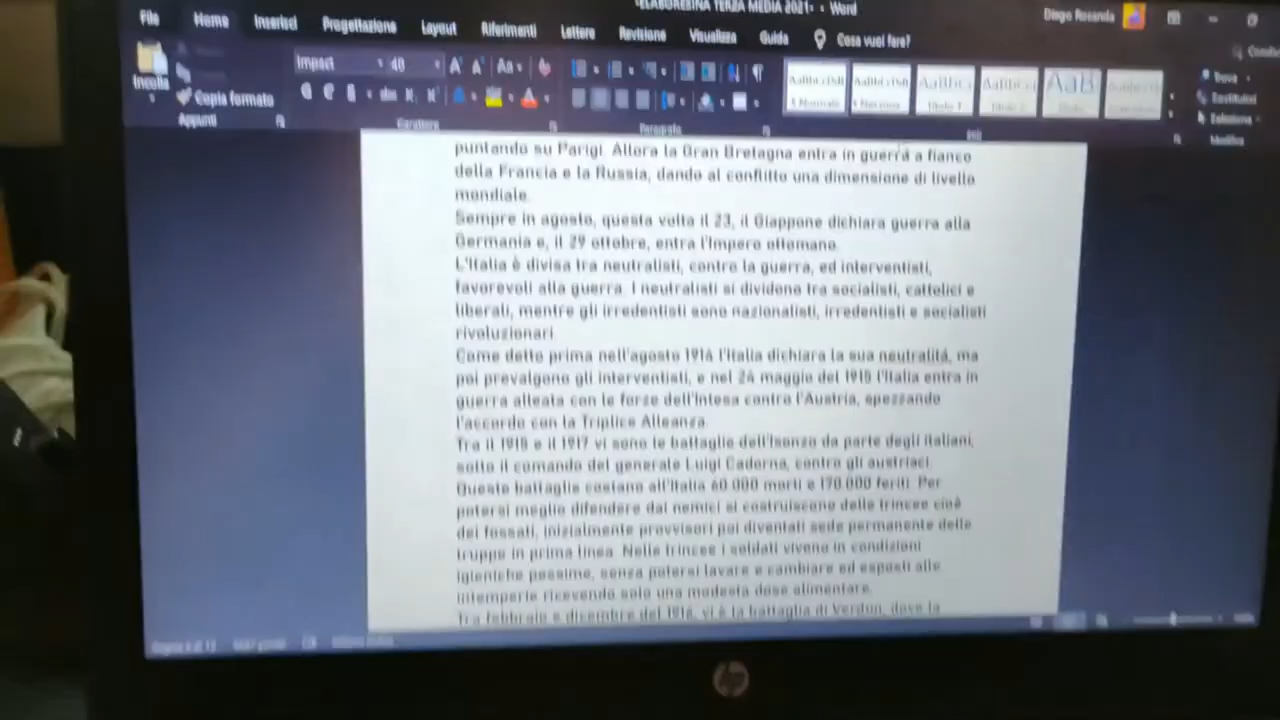 -ELABORESINA TERZA MEDIA 2021- - Word
Diego Rosanda
File Home Inserisci Progettazione Layout Riferimenti Lettere Revisione Visualizza Guida Cosa vuoi fare?
Incolla
Copia formato
Appunti
Impact 48
Carattere
Paragrafo
Trova
Sostituisci
Seleziona
Modifica
puntando su Parigi. Allora la Gran Bretagna entra in guerra a fianco
della Francia e la Russia, dando al conflitto una dimensione di livello
mondiale.
Sempre in agosto, questa volta il 23, il Giappone dichiara guerra alla
Germania e, il 29 ottobre, entra l'Impero ottomano.
L'Italia è divisa tra neutralisti, contro la guerra, ed interventisti,
favorevoli alla guerra. I neutralisti si dividono tra socialisti, cattolici e
liberali, mentre gli irredentisti sono nazionalisti, irredentisti e socialisti
rivoluzionari
Come detto prima nell'agosto 1914 l'Italia dichiara la sua neutralità, ma
poi prevalgono gli interventisti, e nel 24 maggio del 1915 l'Italia entra in
guerra alleata con le forze dell'Intesa contro l'Austria, spezzando
l'accordo con la Triplice Alleanza.
Tra il 1915 e il 1917 vi sono le battaglie dell'Isonzo da parte degli italiani,
sotto il comando del generale Luigi Cadorna, contro gli austriaci.
Queste battaglie costano all'Italia 60.000 morti e 170.000 feriti. Per
potersi meglio difendere dai nemici si costruiscono delle trincee cioè
dei fossati, inizialmente provvisori poi diventati sede permanente delle
truppe in prima linea. Nelle trincee i soldati vivono in condizioni
igieniche pessime, senza potersi lavare e cambiare ed esposti alle
intemperie ricevendo solo una modesta dose alimentare.
Tra febbraio e dicembre del 1916, vi è la battaglia di Verdun, dove la
hp